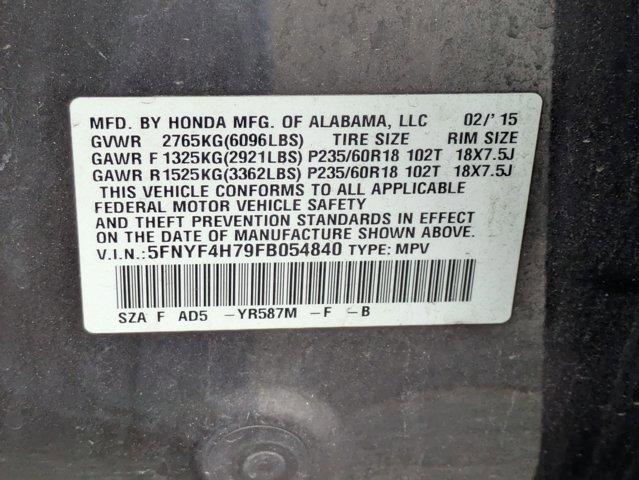 MFD. BY HONDA MFG. OF ALABAMA, LLC 02/'15
GVWR 2765KG(6096LBS) TIRE SIZE RIM SIZE
GAWR F 1325KG(2921LBS) P235/60R18 102T 18X7.5J
GAWR R1525KG(3362LBS) P235/60R18 102T 18X7.5J
THIS VEHICLE CONFORMS TO ALL APPLICABLE
FEDERAL MOTOR VEHICLE SAFETY
AND THEFT PREVENTION STANDARDS IN EFFECT
ON THE DATE OF MANUFACTURE SHOWN ABOVE.
V.I.N.:5FNYF4H79FB054840 TYPE: MPV
SZA F AD5 -YR587M -F -B